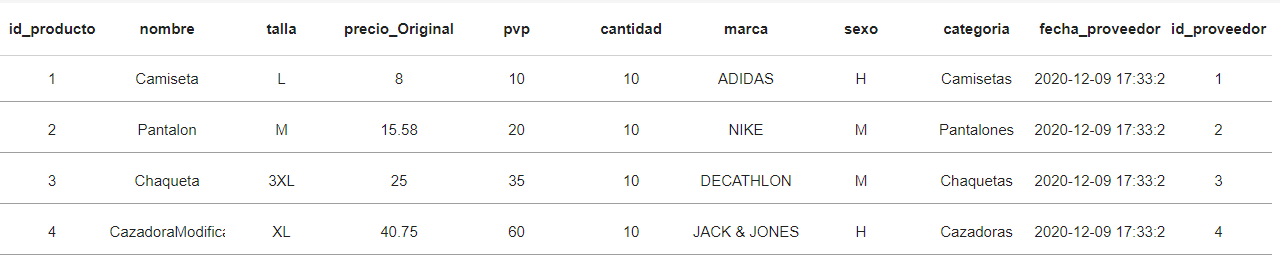 id_producto nombre talla precio_Original pvp cantidad marca sexo categoria fecha_proveedor id_proveedor
1 Camiseta L 8 10 10 ADIDAS H Camisetas 2020-12-09 17:33:2 1
2 Pantalon M 15.58 20 10 NIKE M Pantalones 2020-12-09 17:33:2 2
3 Chaqueta 3XL 25 35 10 DECATHLON M Chaquetas 2020-12-09 17:33:2 3
4 CazadoraModifica XL 40.75 60 10 JACK & JONES H Cazadoras 2020-12-09 17:33:2 4